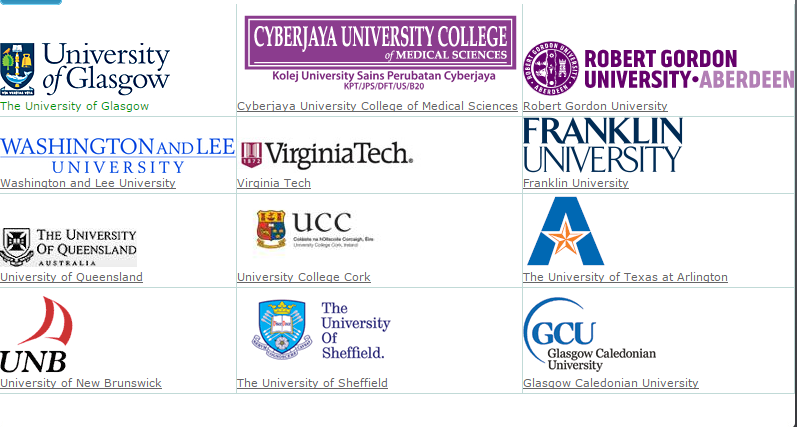 University
of Glasgow
The University of Glasgow
CYBERJAYA UNIVERSITY COLLEGE
of MEDICAL SCIENCES
Kolej University Sains Perubatan Cyberjaya
KPT/JPS/DFT/US/B20
Cyberjaya University College of Medical Sciences
ROBERT GORDON UNIVERSITY
ABERDEEN
ROBERT GORDON
UNIVERSITY•ABERDEEN
Robert Gordon University
WASHINGTON AND LEE
UNIVERSITY
Washington and Lee University
1872
VirginiaTech®
Virginia Tech
FRANKLIN
UNIVERSITY
Franklin University
THE UNIVERSITY
OF QUEENSLAND
AUSTRALIA
University of Queensland
UCC
Coláiste na hOllscoile Corcaigh, Éire
University College Cork, Ireland
University College Cork
A
The University of Texas at Arlington
UNB
University of New Brunswick
The
University
Of
Sheffield.
The University of Sheffield
GCU
Glasgow Caledonian
University
Glasgow Caledonian University